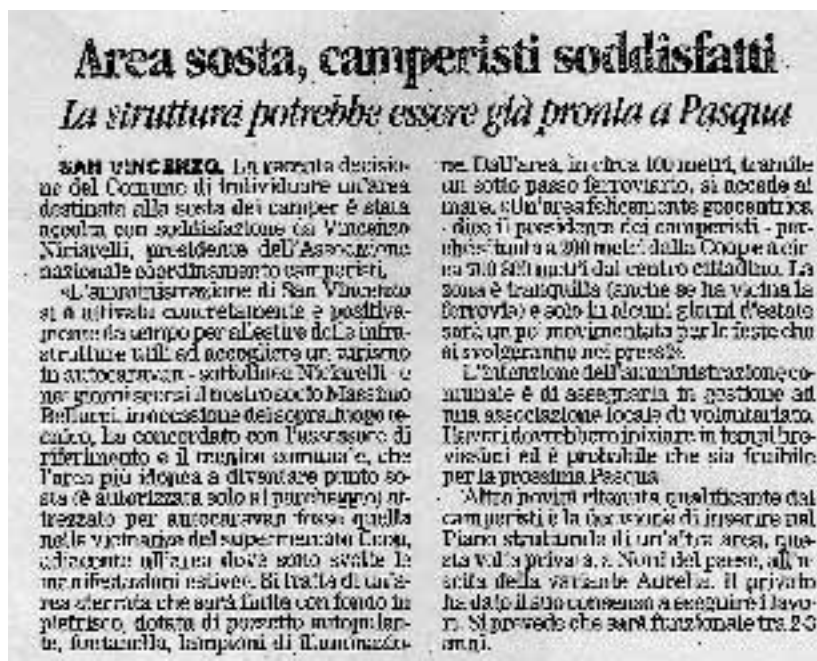 Area sosta, camperisti soddisfatti
La struttura potrebbe essere già pronta a Pasqua
SAN VINCENZO. La recente decisio-
ne del Comune di individuare un'area
destinata alla sosta dei camper è stata
accolta con soddisfazione da Vincenzo
Niciarelli, presidente dell'Associazione
nazionale coordinamento camperisti.
«L'amministrazione di San Vincenzo
si è attivata concretamente e positiva-
mente da tempo per allestire delle infra-
strutture utili ad accogliere un turismo
in autocaravan - sottolinea Niciarelli - e
nei giorni scorsi il nostro socio Massimo
Bellucci, in occasione del sopralluogo te-
cnico, ha concordato con l'assessore di
riferimento e il tecnico comunale, che
l'area più idonea a diventare punto so-
sta (è autorizzata solo al parcheggio) at-
trezzato per autocaravan fosse quella
nelle vicinanze del supermercato Coop,
adiacente all'area dove sono svolte le
manifestazioni estive». Si tratta di un'a-
rea sterrata che sarà finita con fondo in
pietrisco, dotata di pozzetto autopulan-
te, fontanella, lampioni di illuminazio-
ne. Dall'area, in circa 100 metri, tramite
un sotto passo ferroviario, si accede al
mare. «Un'area felicemente geocentrica
- dice il presidente dei camperisti - per-
ché situata a 200 metri dalla Coop e a cir-
ca metri dal centro cittadino. La
zona è tranquilla (anche se ha vicina la
ferrovia) e solo in alcuni giorni d'estate
sarà un po' movimentata per le feste che
si svolgeranno nei pressi».
L'intenzione dell'amministrazione co-
munale è di assegnarla in gestione ad
una associazione locale di volontariato.
I lavori dovrebbero iniziare in tempi bre-
vissimi ed è probabile che sia fruibile
per la prossima Pasqua.
Altra novità ritenuta qualificante dai
camperisti è la decisione di inserire nel
Piano strutturale di un'altra area, que-
sta volta privata, a Nord del paese, all'u-
scita della variante Aurelia. Il privato
ha dato il suo consenso a eseguire i lavo-
ri. Si prevede che sarà funzionale tra 2-3
anni.